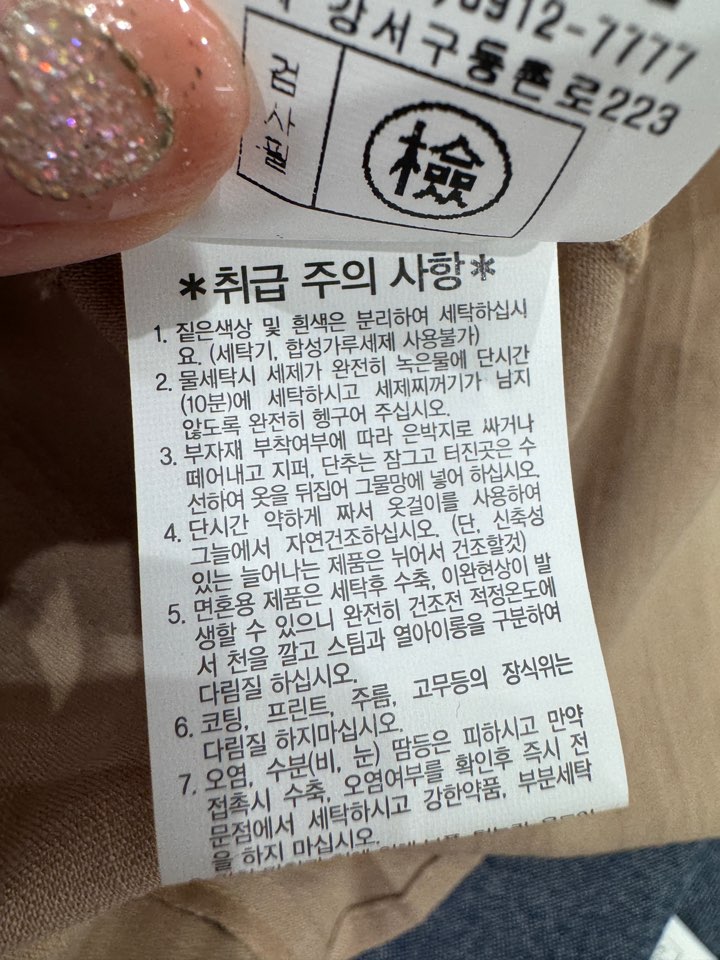 0912-7777
강서구등촌로223
검사필
檢
*취급 주의 사항*
1. 짙은색상 및 흰색은 분리하여 세탁하십시
요. (세탁기, 합성가루세제 사용불가)
2. 물세탁시 세제가 완전히 녹은물에 단시간
(10분)에 세탁하시고 세제찌꺼기가 남지
않도록 완전히 헹구어 주십시오.
3. 부자재 부착여부에 따라 은박지로 싸거나
떼어내고 지퍼, 단추는 잠그고 터진곳은 수
선하여 옷을 뒤집어 그물망에 넣어 하십시오.
4. 단시간 약하게 짜서 옷걸이를 사용하여
그늘에서 자연건조하십시오. (단, 신축성
있는 늘어나는 제품은 뉘어서 건조할것)
5. 면혼용 제품은 세탁후 수축, 이완현상이 발
생할 수 있으니 완전히 건조전 적정온도에
서 천을 깔고 스팀과 열아이롱을 구분하여
다림질 하십시오.
6. 코팅, 프린트, 주름, 고무등의 장식위는
다림질 하지마십시오.
7. 오염, 수분(비, 눈) 땀등은 피하시고 만약
접촉시 수축, 오염여부를 확인후 즉시 전
문점에서 세탁하시고 강한약품, 부분세탁
을 하지 마십시오.